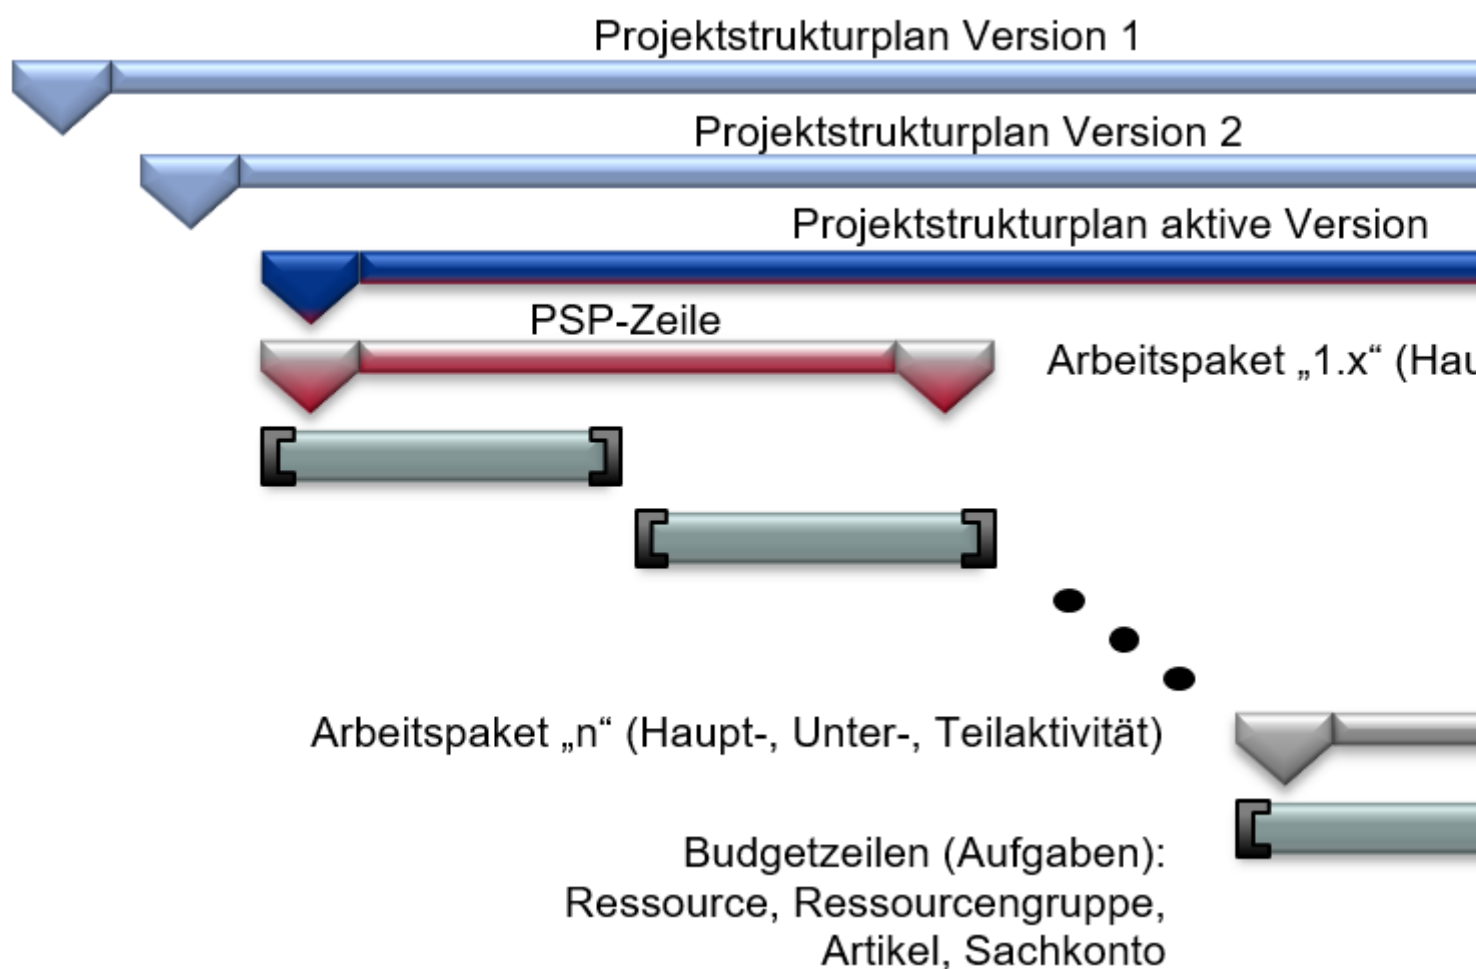 Projektstrukturplan Version 1
Projektstrukturplan Version 2
Projektstrukturplan aktive Version
PSP-Zeile
Arbeitspaket „1.x“ (Hau
Arbeitspaket „n“ (Haupt-, Unter-, Teilaktivität)
Budgetzeilen (Aufgaben):
Ressource, Ressourcengruppe,
Artikel, Sachkonto